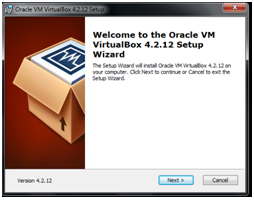 Oracle VM VirtualBox 4.2.12 Setup
Welcome to the Oracle VM
VirtualBox 4.2.12 Setup
Wizard
The Setup Wizard will install Oracle VM VirtualBox 4.2.12 on
your computer. Click Next to continue or Cancel to exit the
Setup Wizard.
Version 4.2.12
Next >
Cancel